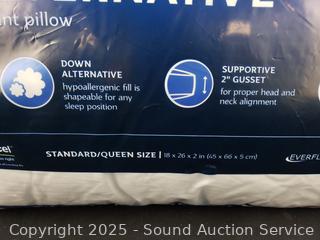 ERNATIVE
nt pillow
DOWN
ALTERNATIVE
hypoallergenic fill is
shapeable for any
sleep position
SUPPORTIVE
2" GUSSET
for proper head and
neck alignment
STANDARD/QUEEN SIZE | 18 x 26 x 2 in (45 x 66 x 5 cm)
EVERFL
Copyright © 2025 - Sound Auction Service